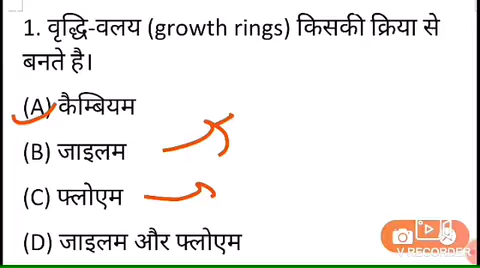 1. वृद्धि-वलय (growth rings) किसकी क्रिया से
बनते है।
(A) कैम्बियम
(B) जाइलम
(C) फ्लोएम
(D) जाइलम और फ्लोएम
V RECORDER